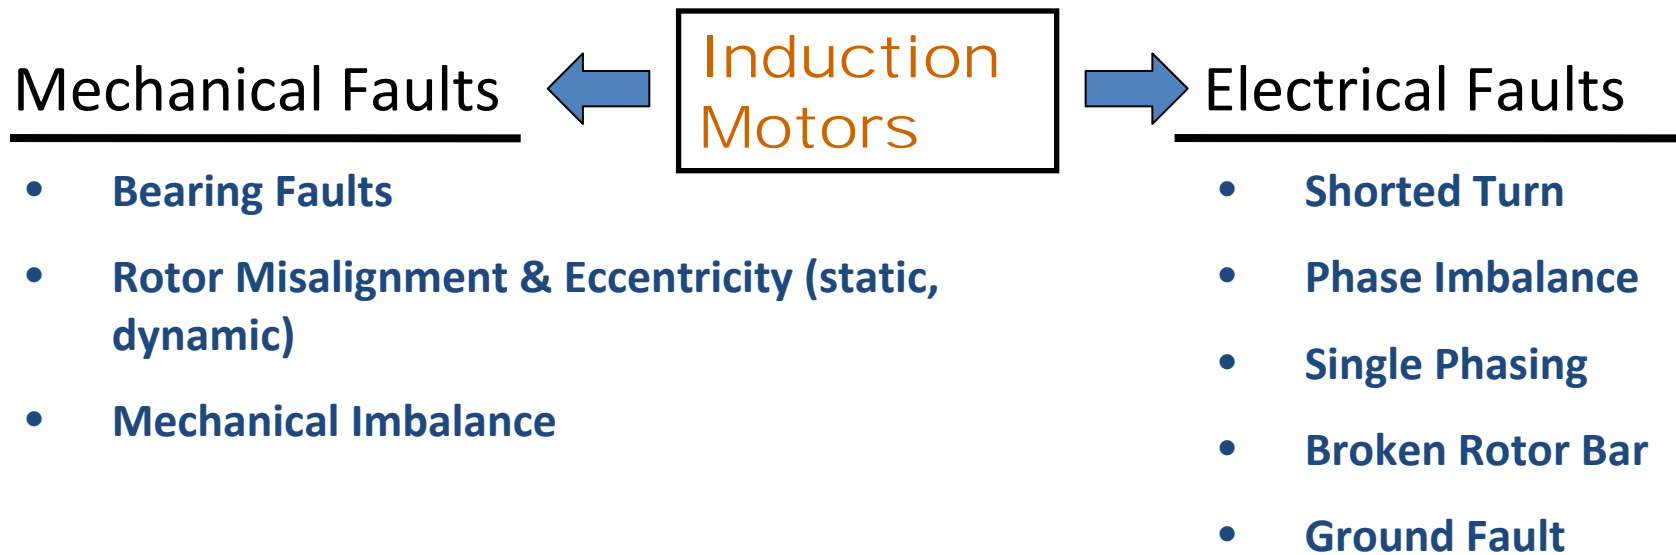 Induction
Motors
Mechanical Faults
• Bearing Faults
• Rotor Misalignment & Eccentricity (static,
dynamic)
• Mechanical Imbalance
Electrical Faults
• Shorted Turn
• Phase Imbalance
• Single Phasing
• Broken Rotor Bar
• Ground Fault